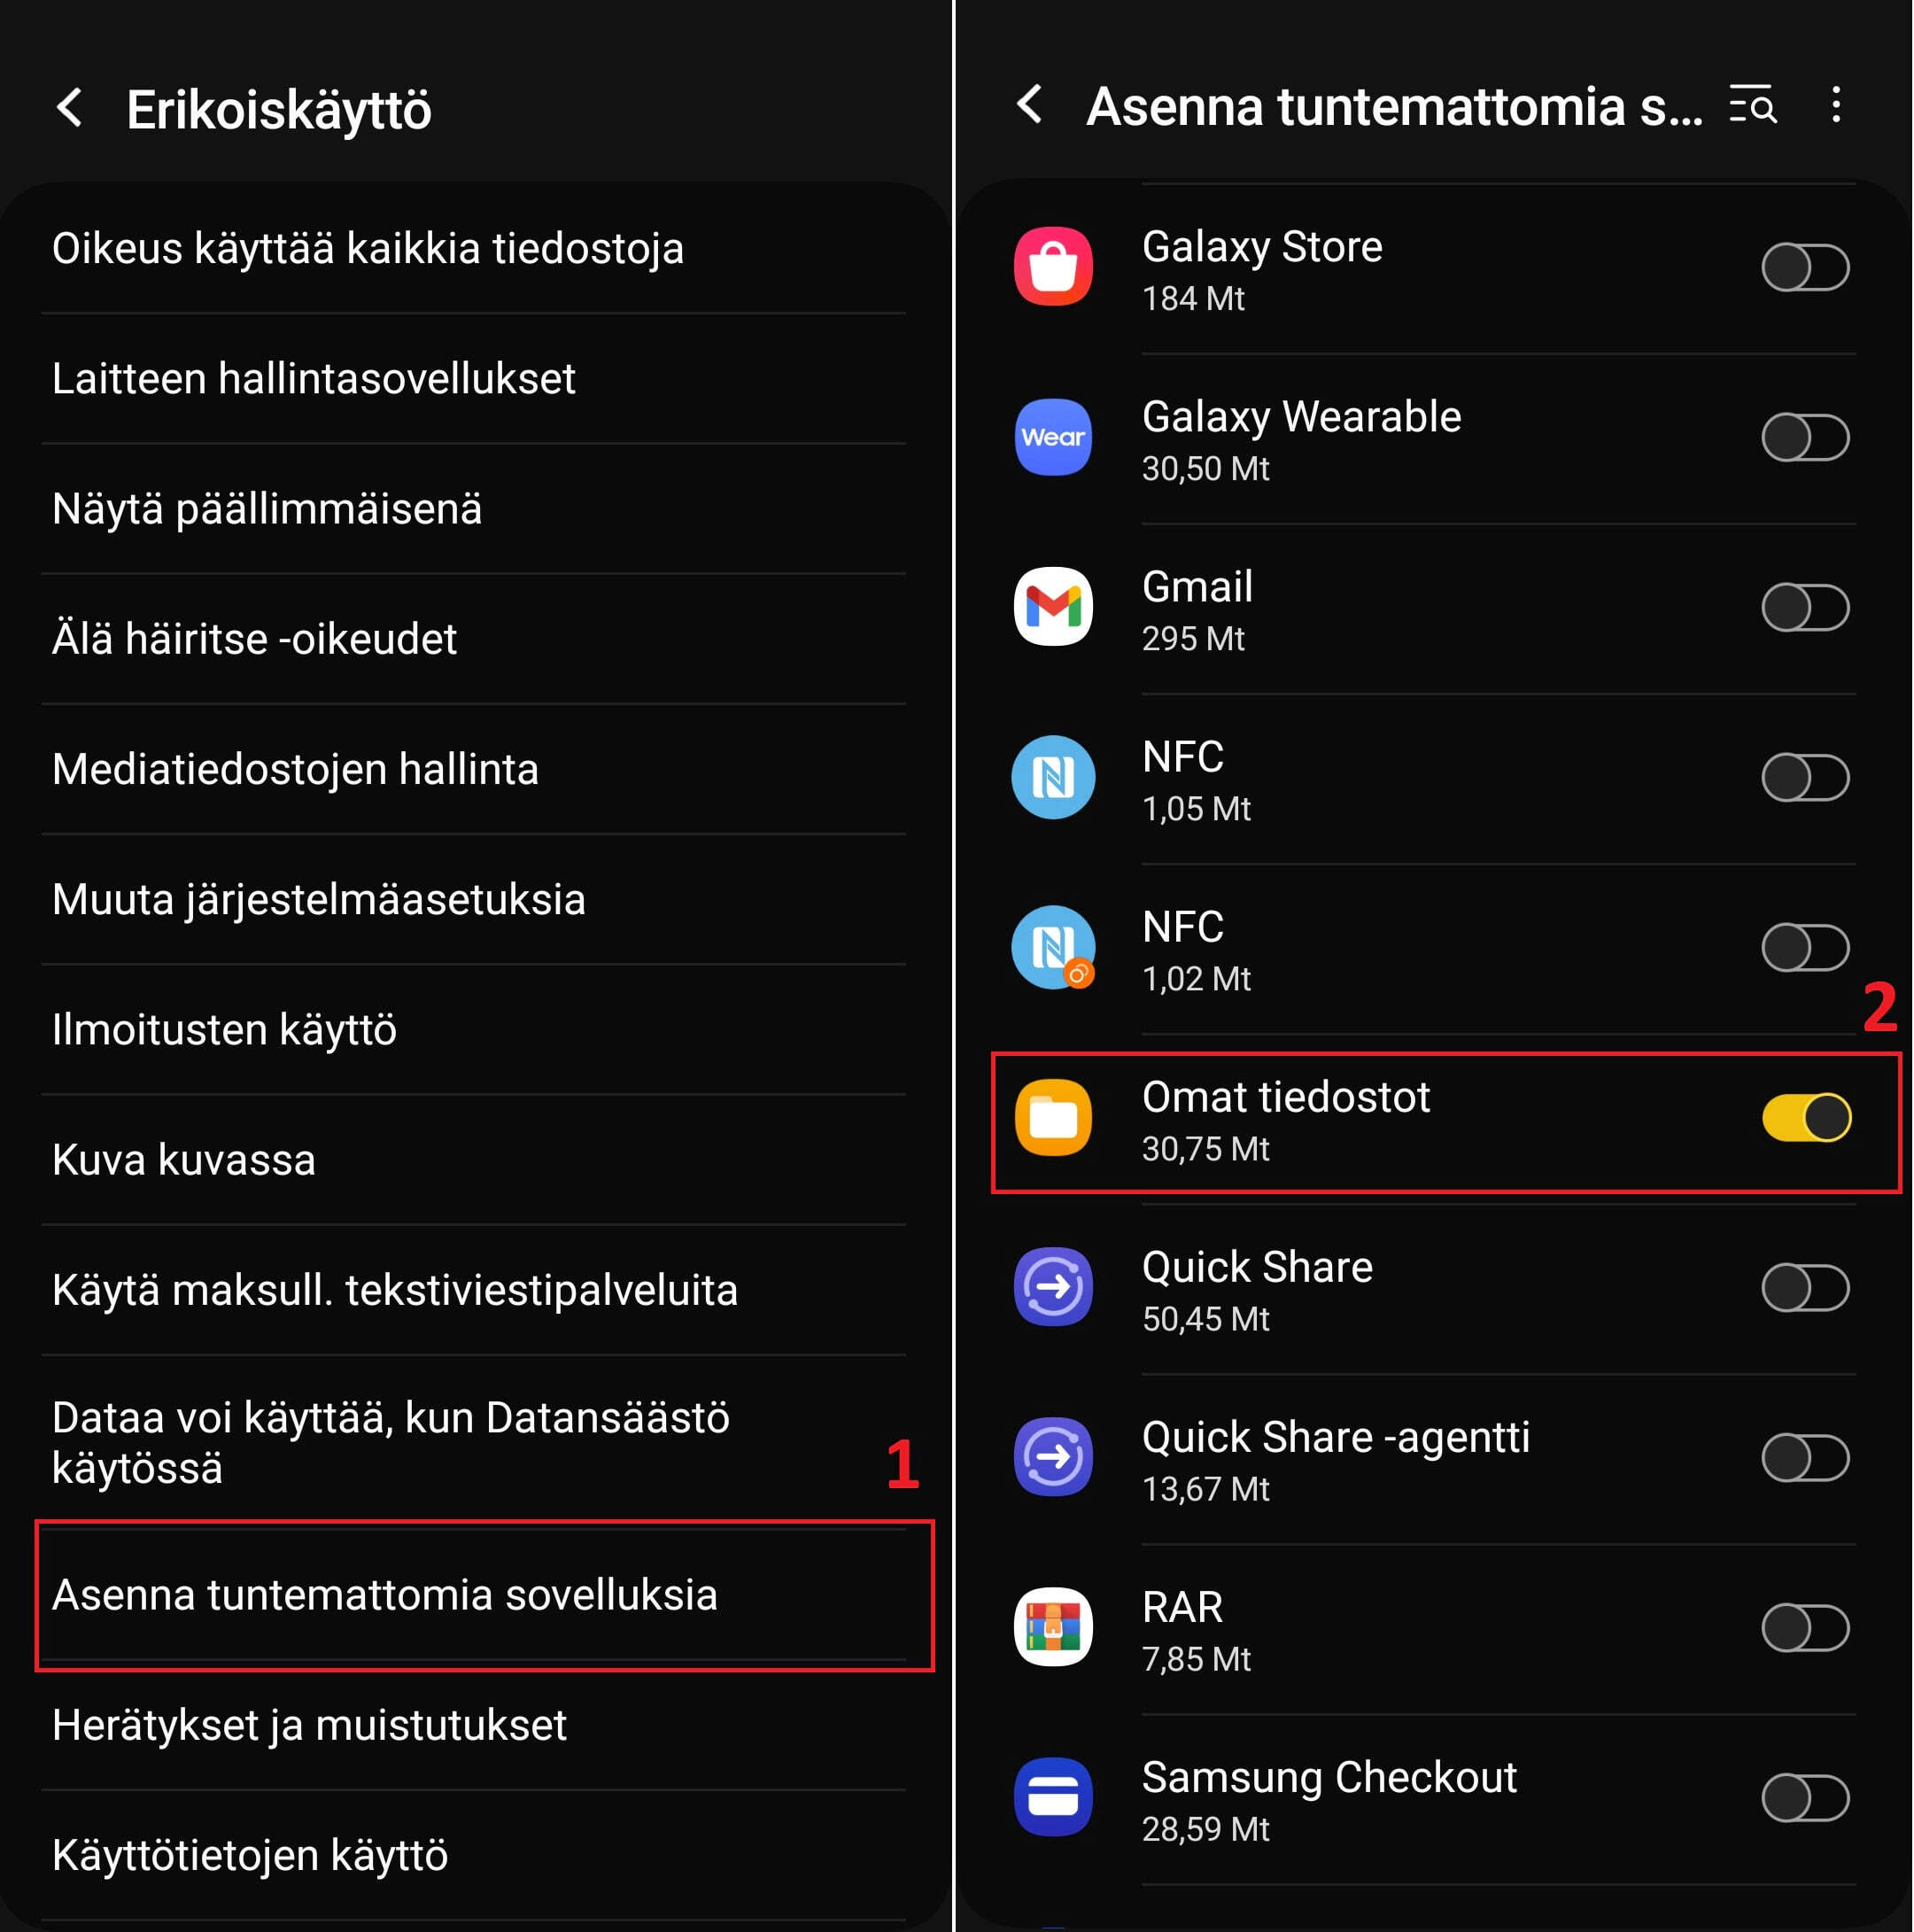 Erikoiskäyttö
Oikeus käyttää kaikkia tiedostoja
Laitteen hallintasovellukset
Näytä päällimmäisenä
Älä häiritse -oikeudet
Mediatiedostojen hallinta
Muuta järjestelmäasetuksia
Ilmoitusten käyttö
Kuva kuvassa
Käytä maksull. tekstiviestipalveluita
Dataa voi käyttää, kun Datansäästö
käytössä
1
Asenna tuntemattomia sovelluksia
Herätykset ja muistutukset
Käyttötietojen käyttö
Asenna tuntemattomia s...
Galaxy Store
184 Mt
Wear
Galaxy Wearable
30,50 Mt
Gmail
295 Mt
NFC
1,05 Mt
NFC
1,02 Mt
2
Omat tiedostot
30,75 Mt
Quick Share
50,45 Mt
Quick Share -agentti
13,67 Mt
RAR
7,85 Mt
Samsung Checkout
28,59 Mt